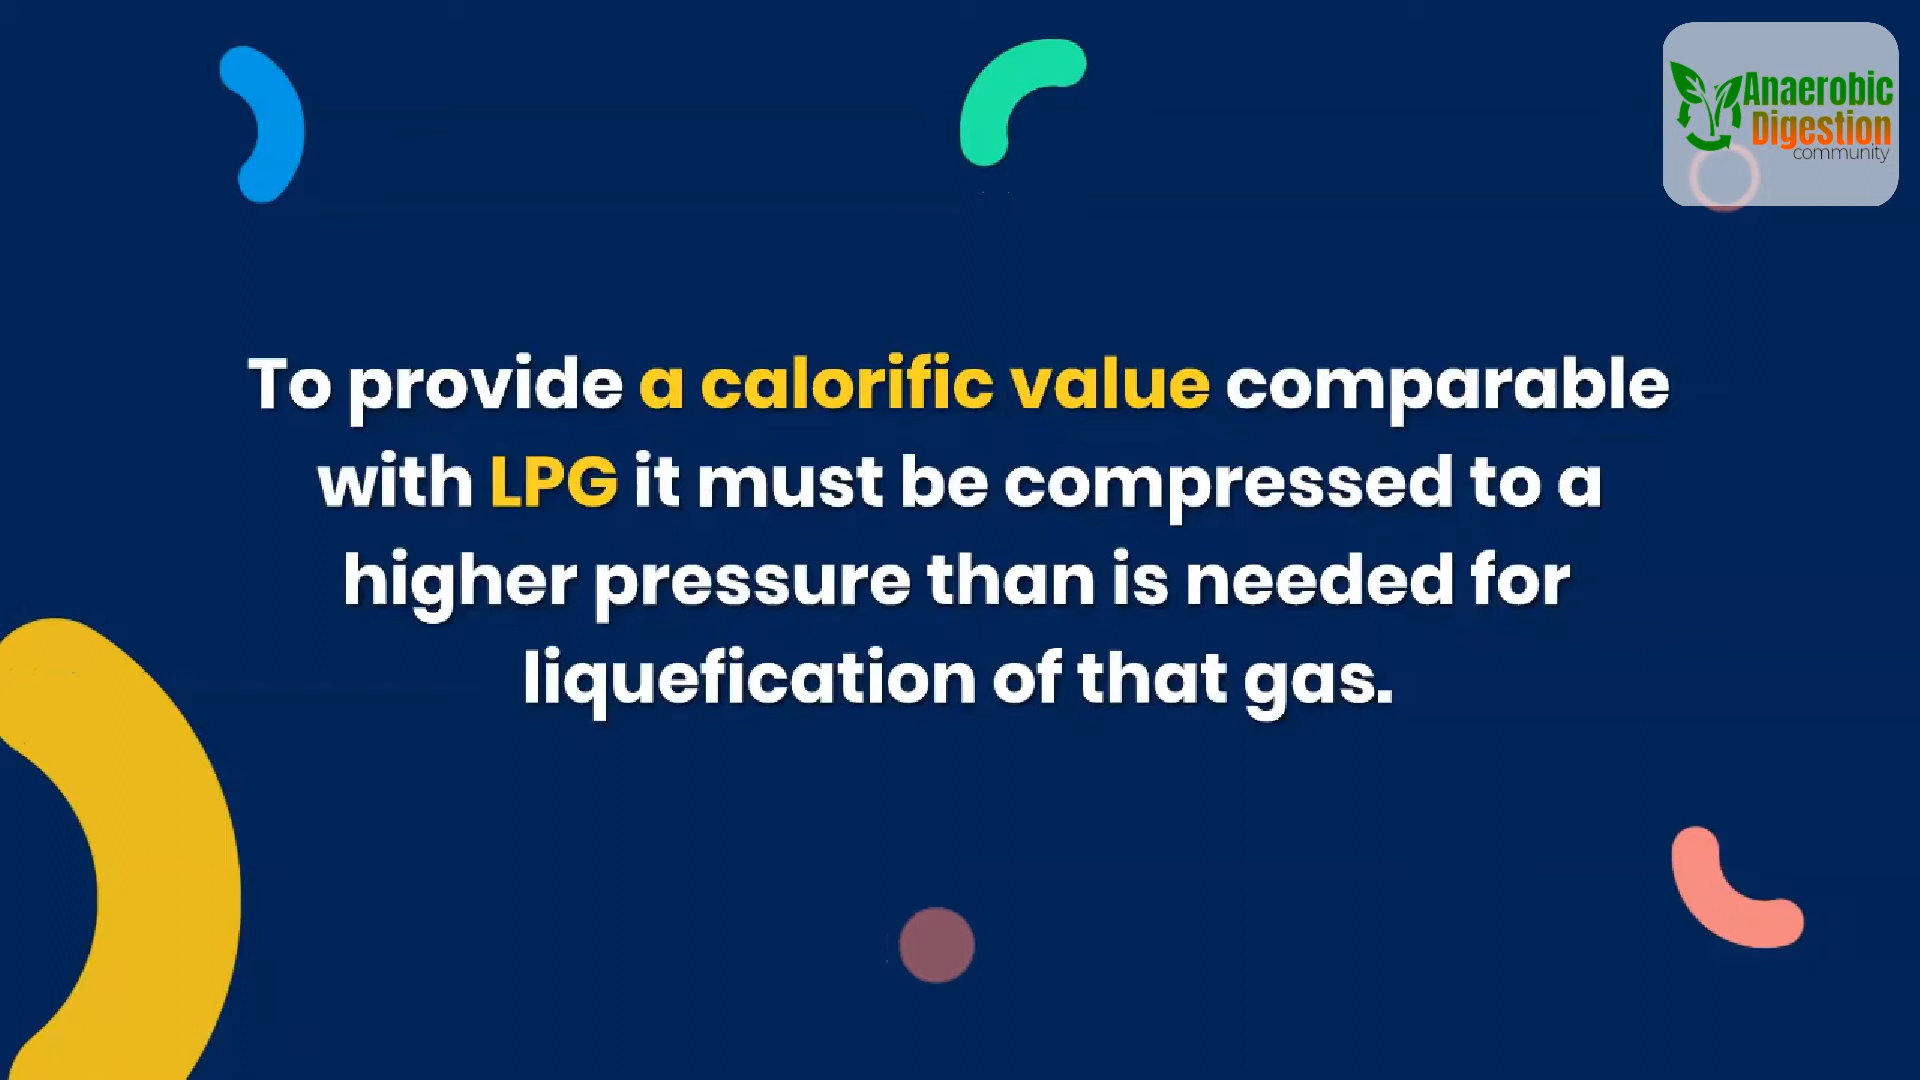 Anaerobic
Digestion
community
To provide a calorific value comparable
with LPG it must be compressed to a
higher pressure than is needed for
liquefication of that gas.